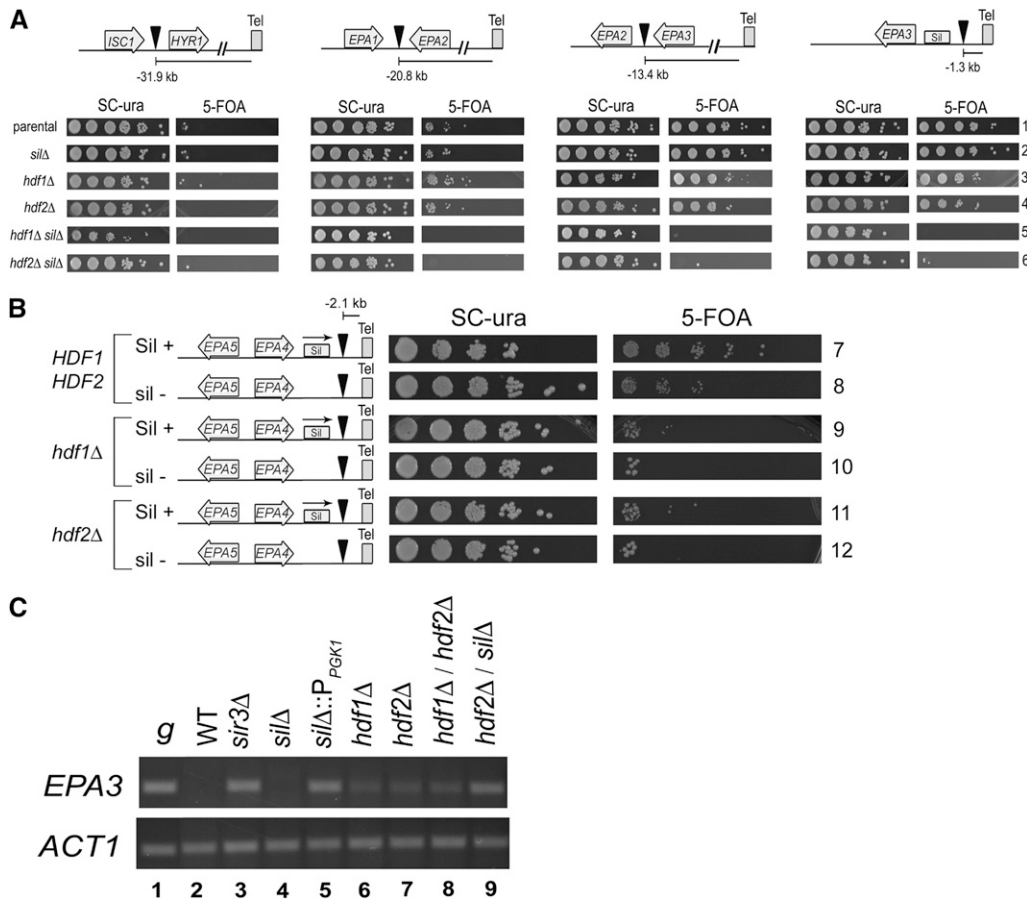 A
Tel
ISC1
HYR1
-31.9 kb
Tel
EPA1
EPA2
-20.8 kb
Tel
EPA2
EPA3
-13.4 kb
Tel
EPA3
Sil
-1.3 kb
SC-ura 5-FOA SC-ura 5-FOA SC-ura 5-FOA SC-ura 5-FOA
parental 1
silΔ 2
hdf1Δ 3
hdf2Δ 4
hdf1Δ silΔ 5
hdf2Δ silΔ 6
B
-2.1 kb
SC-ura 5-FOA
HDF1
HDF2
Sil + EPA5 EPA4 Sil Tel 7
sil - EPA5 EPA4 Tel 8
hdf1Δ
Sil + EPA5 EPA4 Sil Tel 9
sil - EPA5 EPA4 Tel 10
hdf2Δ
Sil + EPA5 EPA4 Sil Tel 11
sil - EPA5 EPA4 Tel 12
C
g
WT
sir3Δ
silΔ
silΔ::P PGK1
hdf1Δ
hdf2Δ
hdf1Δ / hdf2Δ
hdf2Δ / silΔ
EPA3
ACT1
1 2 3 4 5 6 7 8 9